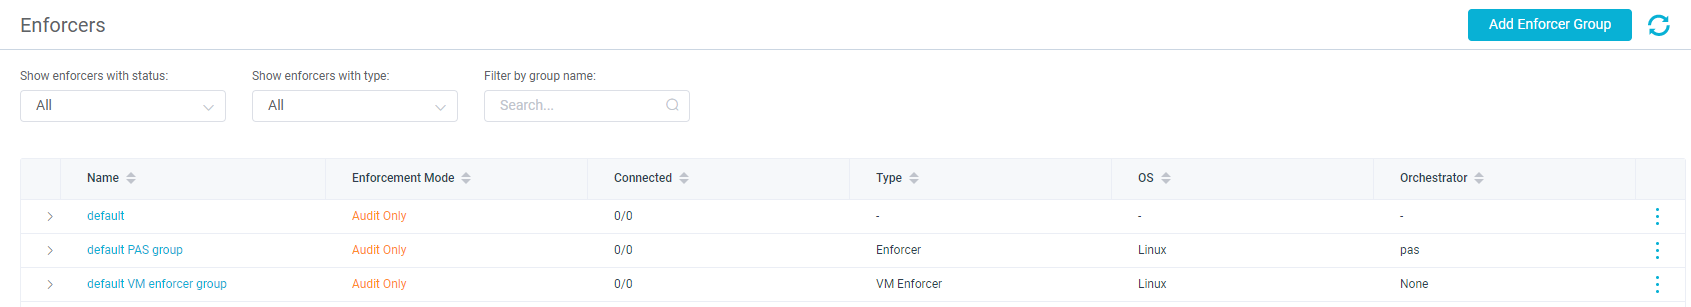 Enforcers
Add Enforcer Group
Show enforcers with status: Show enforcers with type: Filter by group name:
All All Search...
Name Enforcement Mode Connected Type OS Orchestrator
default Audit Only 0/0 - - -
default PAS group Audit Only 0/0 Enforcer Linux pas
default VM enforcer group Audit Only 0/0 VM Enforcer Linux None